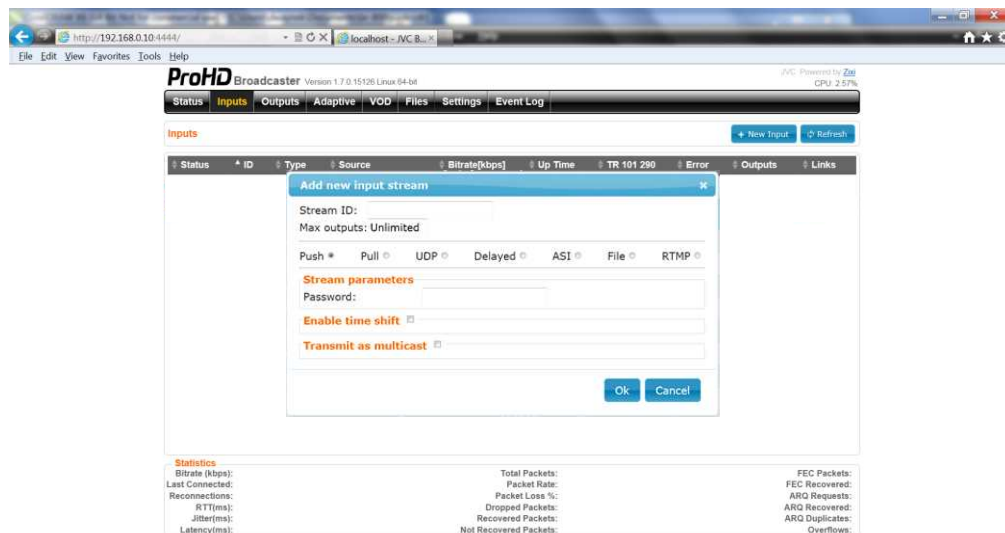 http://192.168.0.10:4444/
localhost - JVC B...
File Edit View Favorites Tools Help
ProHD Broadcaster Version 1.7.0.15126 Linux 64-bit
JVC Powered by Zixi
CPU: 2.57%
Status Inputs Outputs Adaptive VOD Files Settings Event Log
Inputs
+ New Input Refresh
Status ID Type Source Bitrate[kbps] Up Time TR 101 290 Error Outputs Links
Add new input stream
Stream ID:
Max outputs: Unlimited
Push Pull UDP Delayed ASI File RTMP
Stream parameters
Password:
Enable time shift
Transmit as multicast
Ok Cancel
Statistics
Bitrate (kbps): Total Packets: FEC Packets:
Last Connected: Packet Rate: FEC Recovered:
Reconnections: Packet Loss %: ARQ Requests:
RTT(ms): Dropped Packets: ARQ Recovered:
Jitter(ms): Recovered Packets: ARQ Duplicates:
Latency(ms): Not Recovered Packets: Overflows: